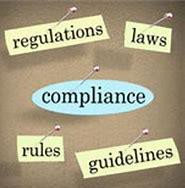 regulations
laws
compliance
rules
guidelines